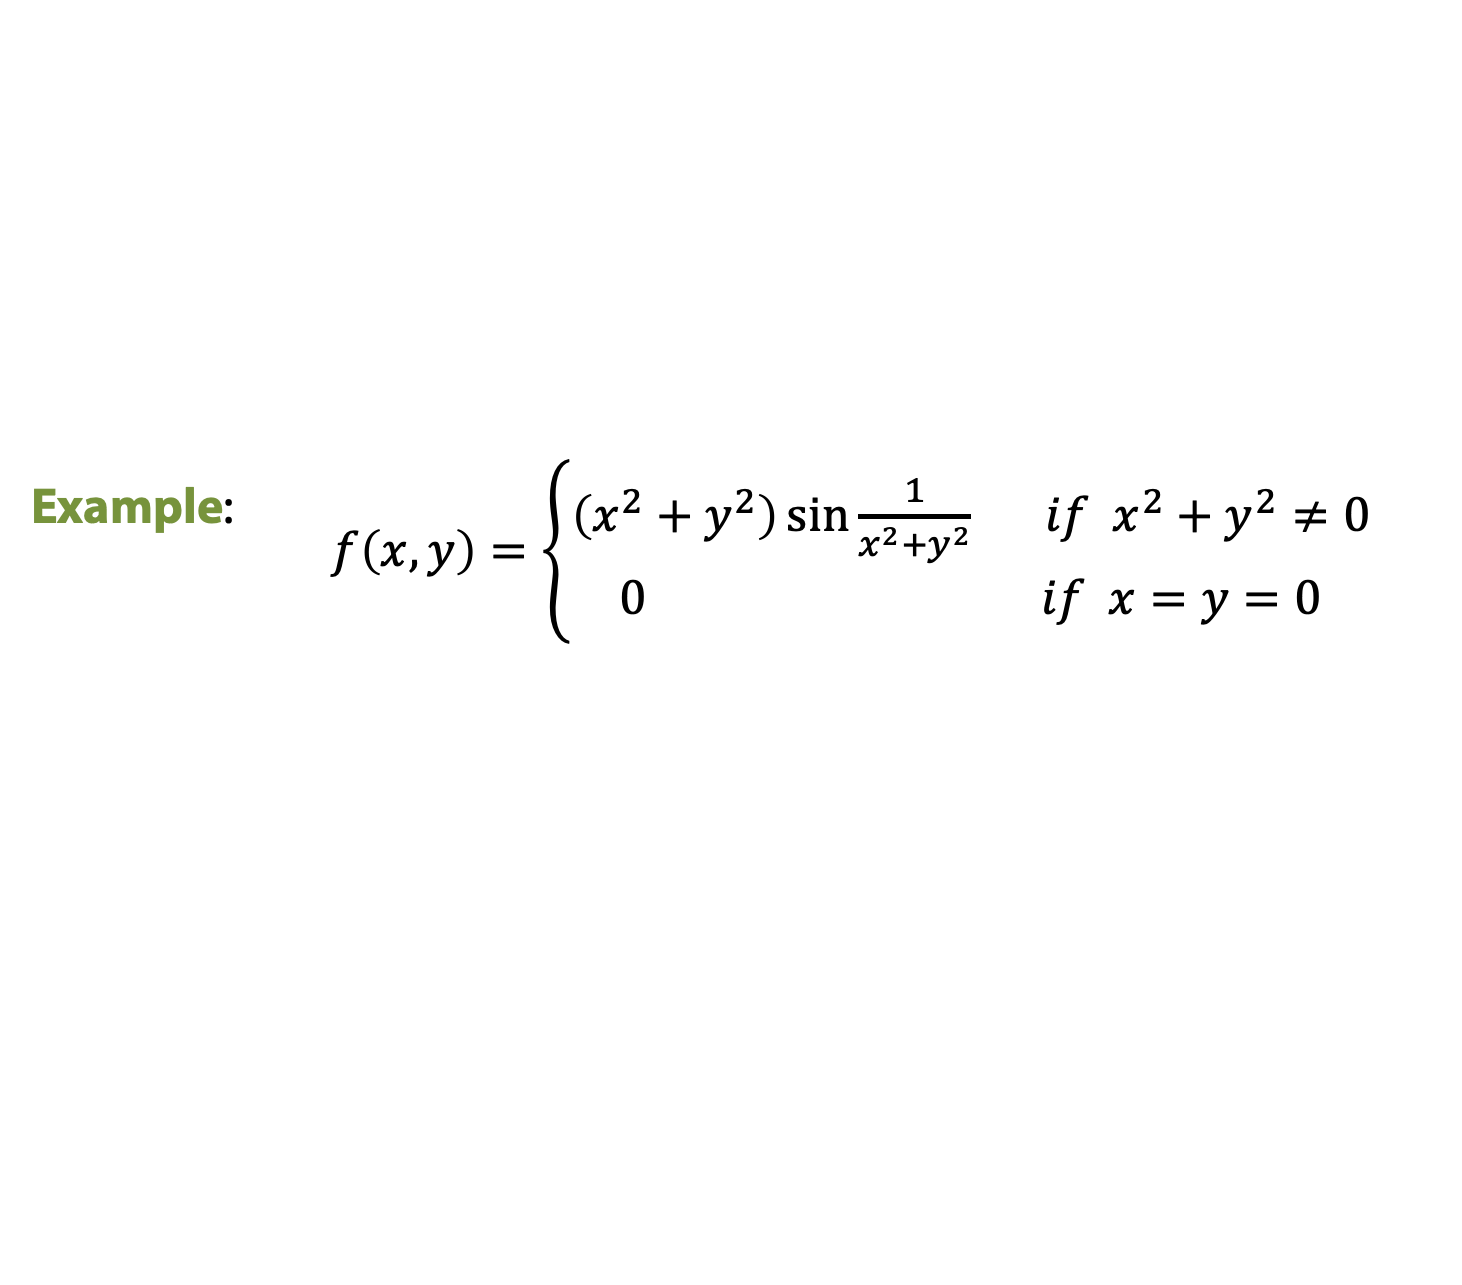 Example:
f(x, y) = { (x² + y²) sin 1/(x²+y²) if x² + y² ≠ 0
0 if x = y = 0